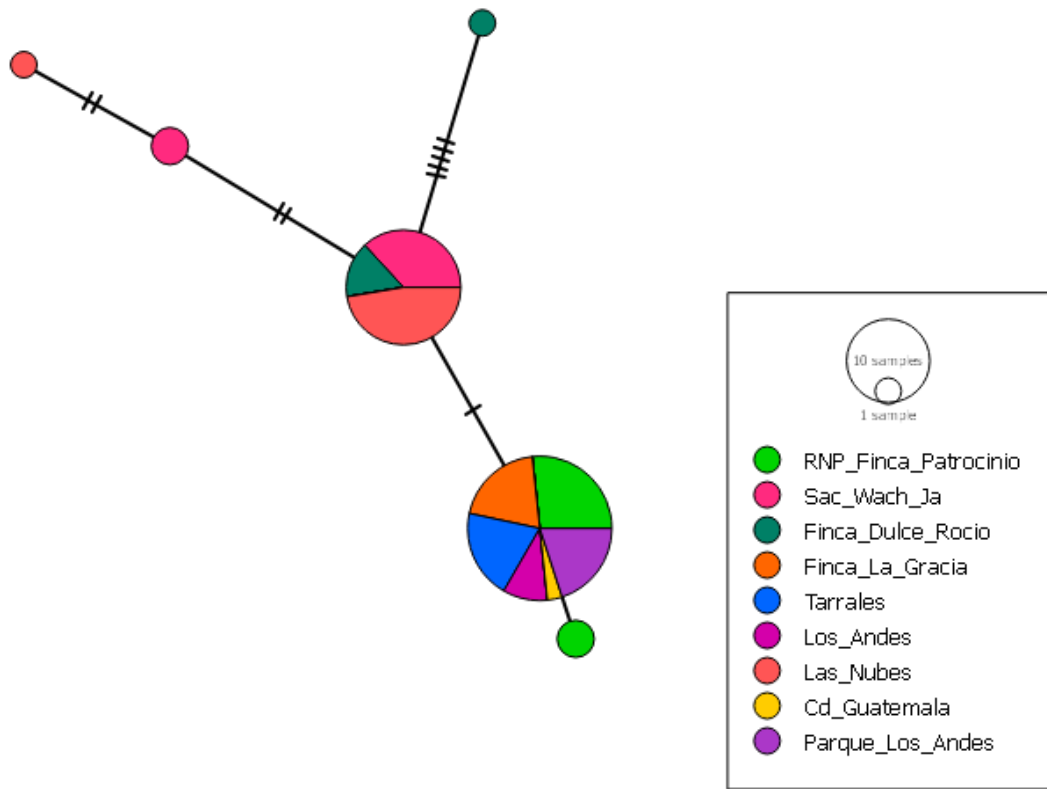 10 samples
1 sample
RNP_Finca_Patrocinio
Sac_Wach_Ja
Finca_Dulce_Rocio
Finca_La_Gracia
Tarrales
Los_Andes
Las_Nubes
Cd_Guatemala
Parque_Los_Andes